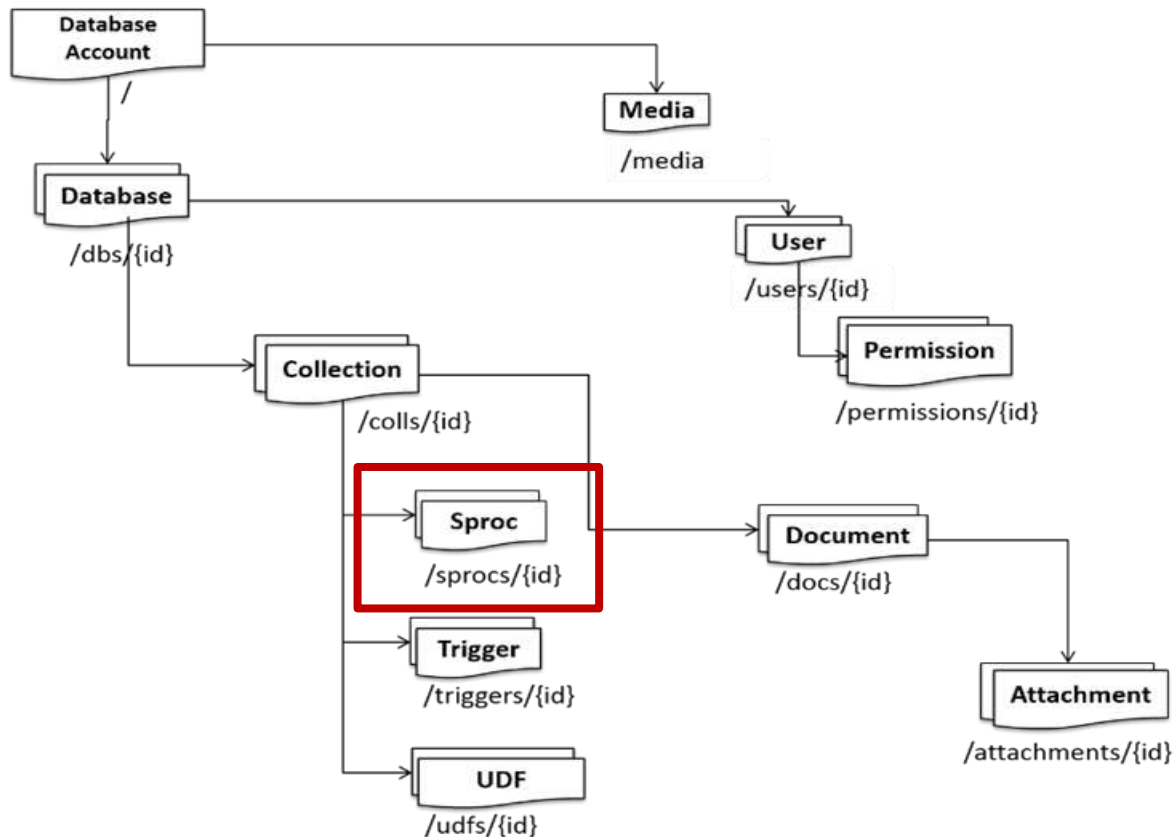 Database
Account
/
Media
/media
Database
/dbs/{id}
User
/users/{id}
Permission
/permissions/{id}
Collection
/colls/{id}
Sproc
/sprocs/{id}
Document
/docs/{id}
Trigger
/triggers/{id}
Attachment
/attachments/{id}
UDF
/udfs/{id}